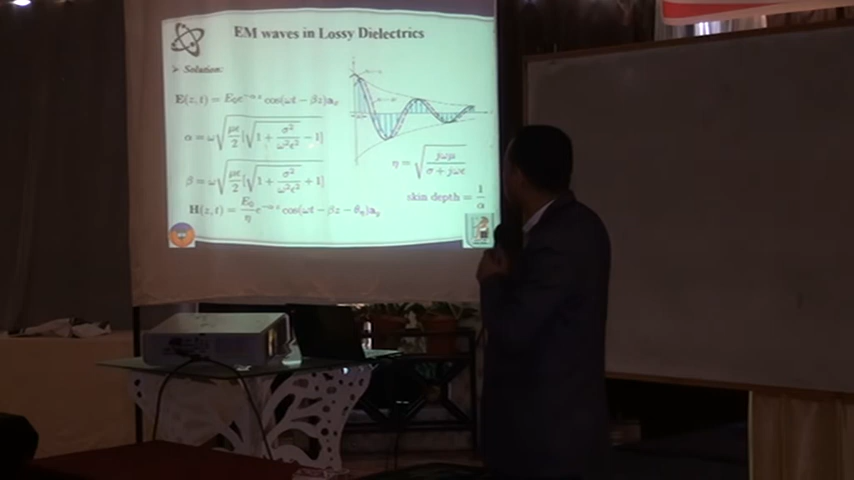 EM waves in Lossy Dielectrics
➢ Solution:
E(z, t) = E₀e^{-αz} cos(ωt − βz)aₓ
α = ω√(με/2 [√(1 + σ²/ω²ε²) − 1])
β = ω√(με/2 [√(1 + σ²/ω²ε²) + 1])
H(z, t) = E₀/η e^{-αz} cos(ωt − βz − θ_η)a_y
η = √(jωμ/(σ + jωε))
skin depth = 1/α